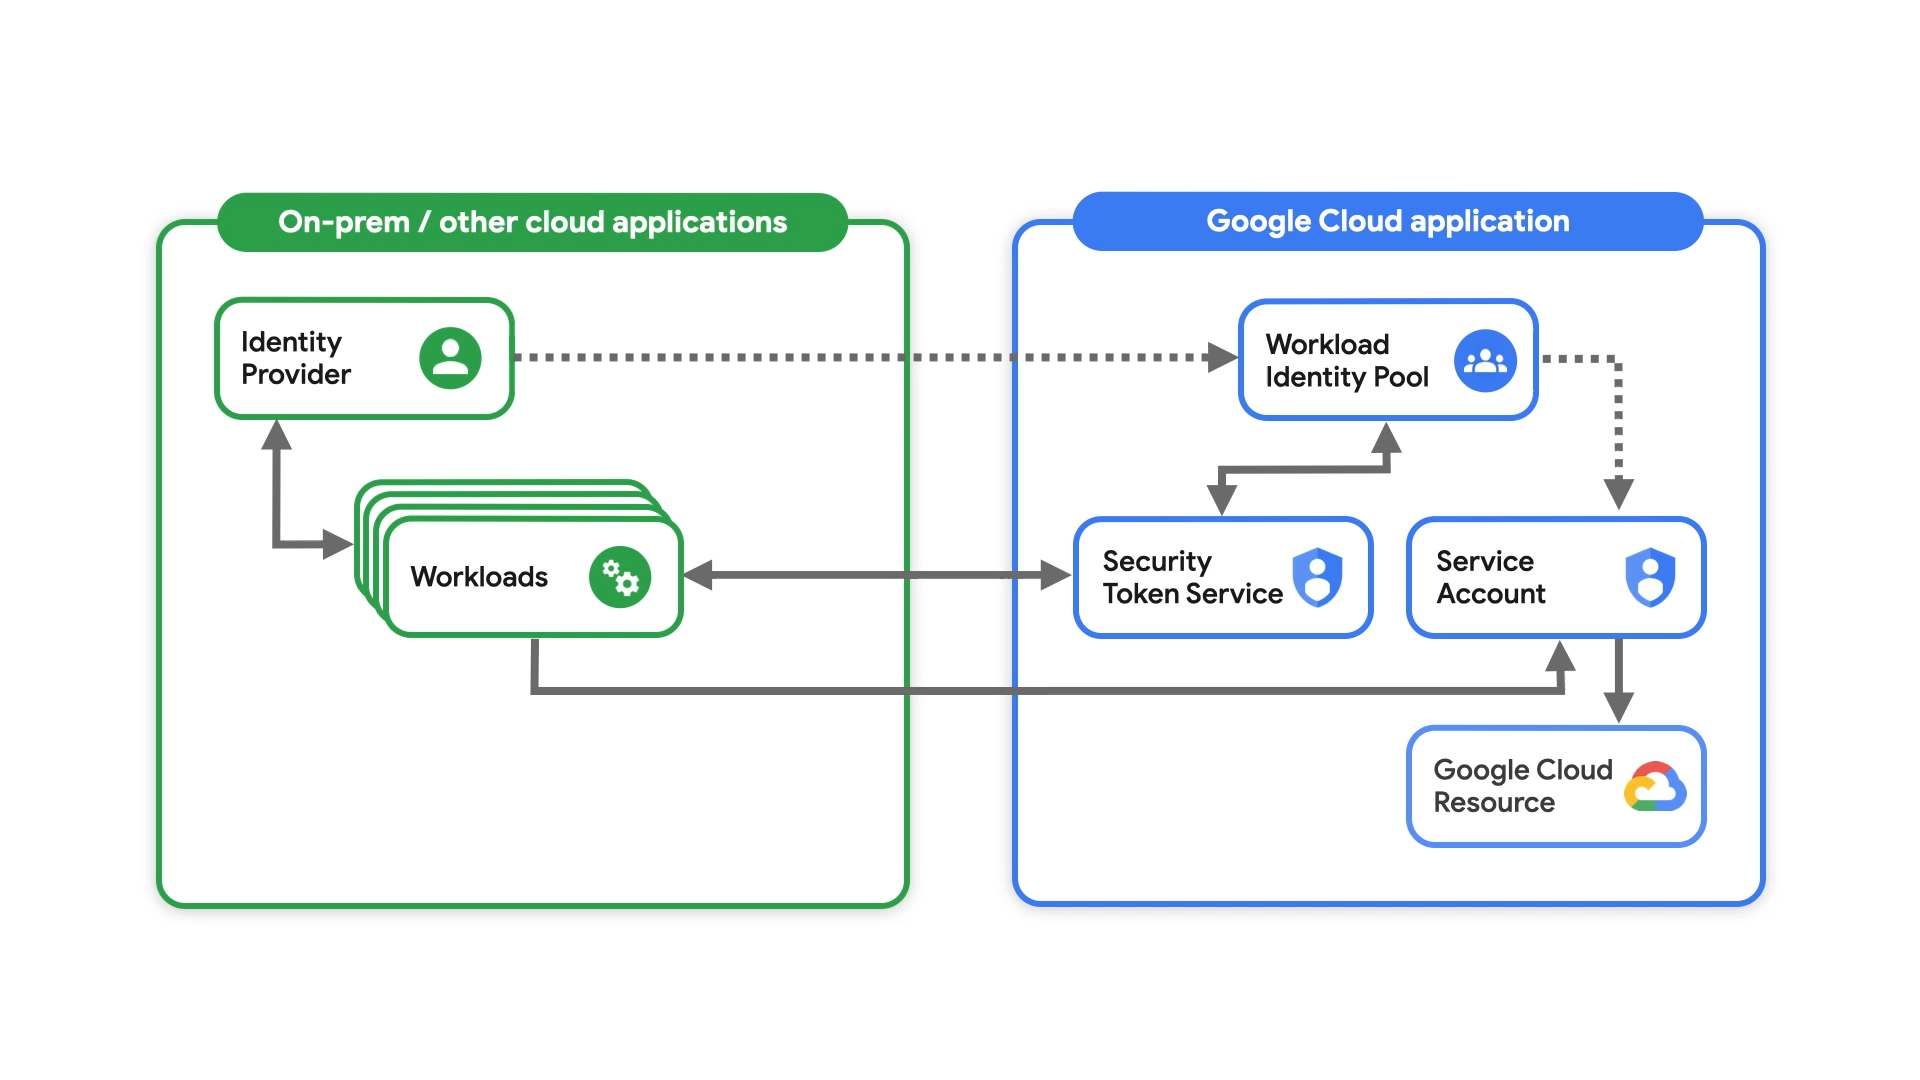 On-prem / other cloud applications
Google Cloud application
Identity
Provider
Workload
Identity Pool
Workloads
Security
Token Service
Service
Account
Google Cloud
Resource